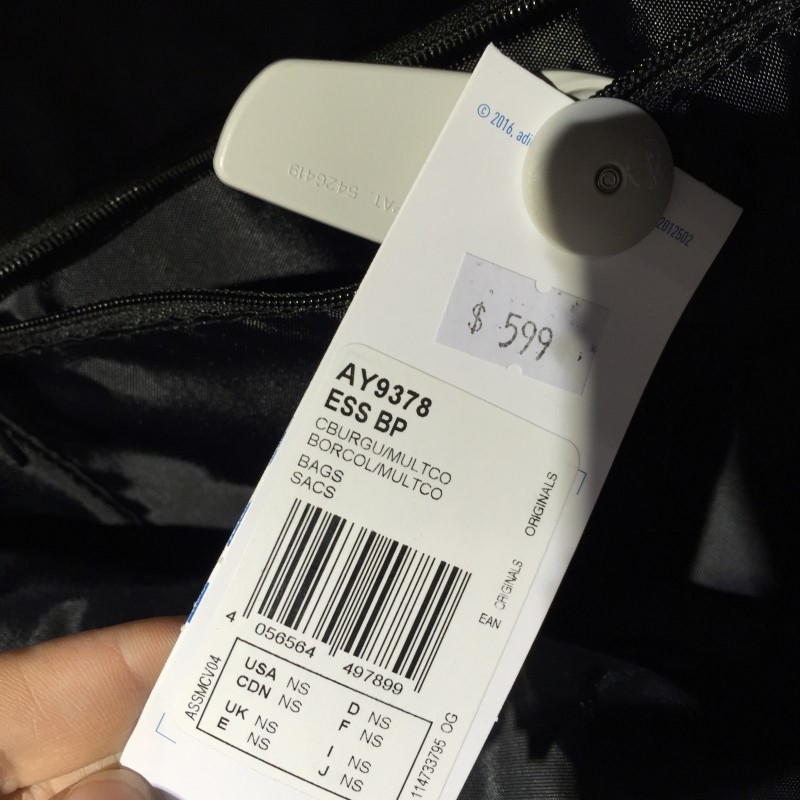 PAT. 5426419
© 2016, adi
2012502
$ 599
AY9378
ESS BP
CBURGU/MULTCO
BORCOL/MULTCO
BAGS
SACS
ORIGINALS
EAN ORIGINALS
4 056564 497899
ASSMCV04
USA NS
CDN NS
UK NS
E NS
D NS
F NS
I NS
J NS
114733795 OG